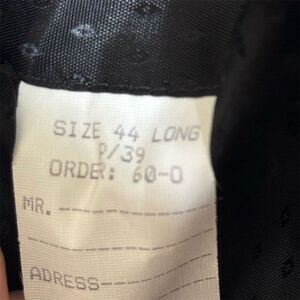 SIZE 44 LONG
P/39
ORDER: 60-0
MR.
ADRESS